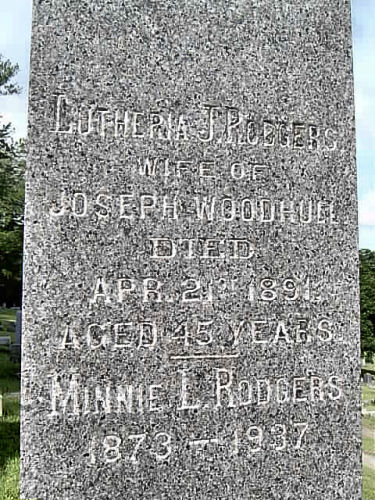 LUTHERIA J. RODGERS
WIFE OF
JOSEPH WOODHULL
DIED
APR. 21ST 1891.
AGED 45 YEARS
MINNIE L. RODGERS
1873 – 1937